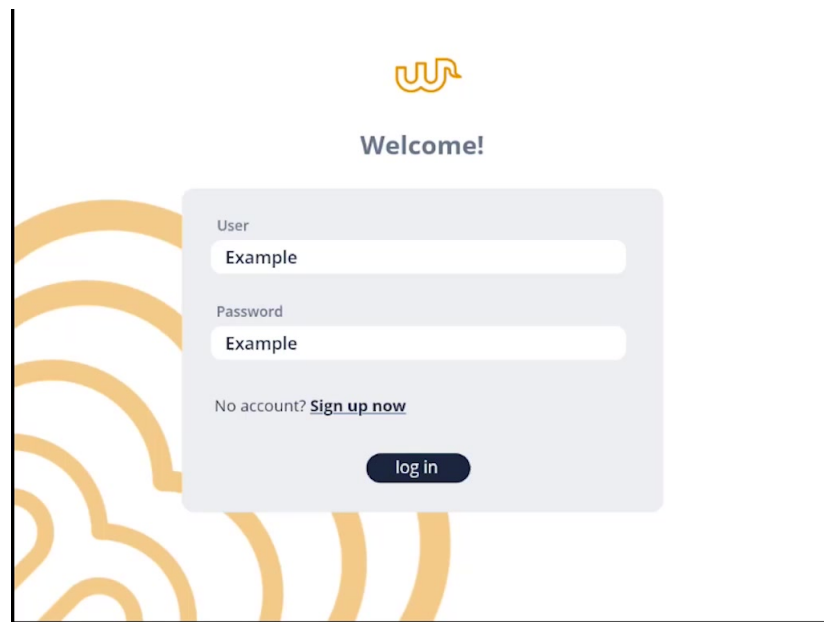 Welcome!
User
Example
Password
Example
No account? Sign up now
log in